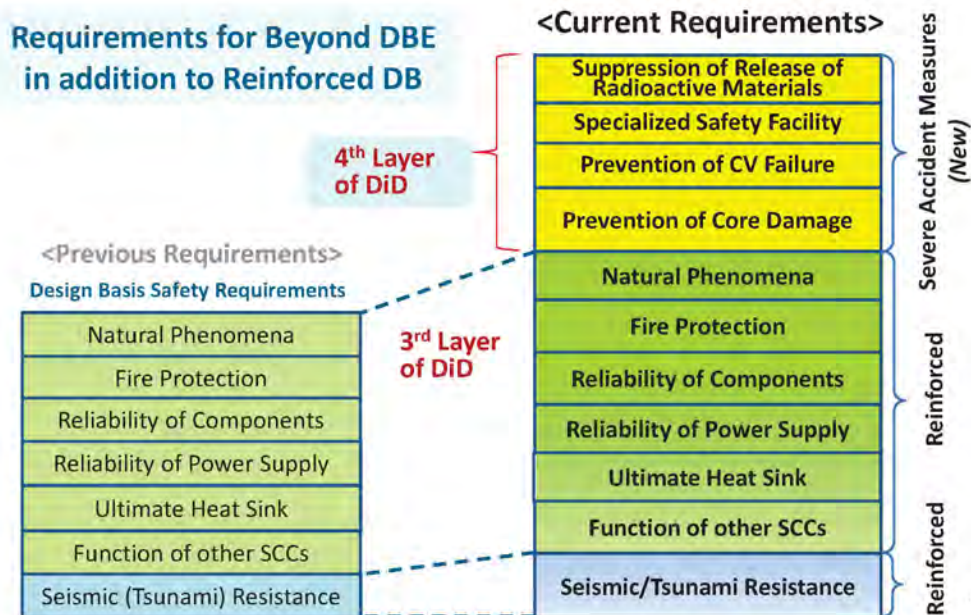 Requirements for Beyond DBE
in addition to Reinforced DB
<Previous Requirements>
Design Basis Safety Requirements
Natural Phenomena
Fire Protection
Reliability of Components
Reliability of Power Supply
Ultimate Heat Sink
Function of other SCCs
Seismic (Tsunami) Resistance
4th Layer
of DiD
3rd Layer
of DiD
<Current Requirements>
Suppression of Release of
Radioactive Materials
Specialized Safety Facility
Prevention of CV Failure
Prevention of Core Damage
Natural Phenomena
Fire Protection
Reliability of Components
Reliability of Power Supply
Ultimate Heat Sink
Function of other SCCs
Seismic/Tsunami Resistance
Severe Accident Measures
(New)
Reinforced
Reinforced